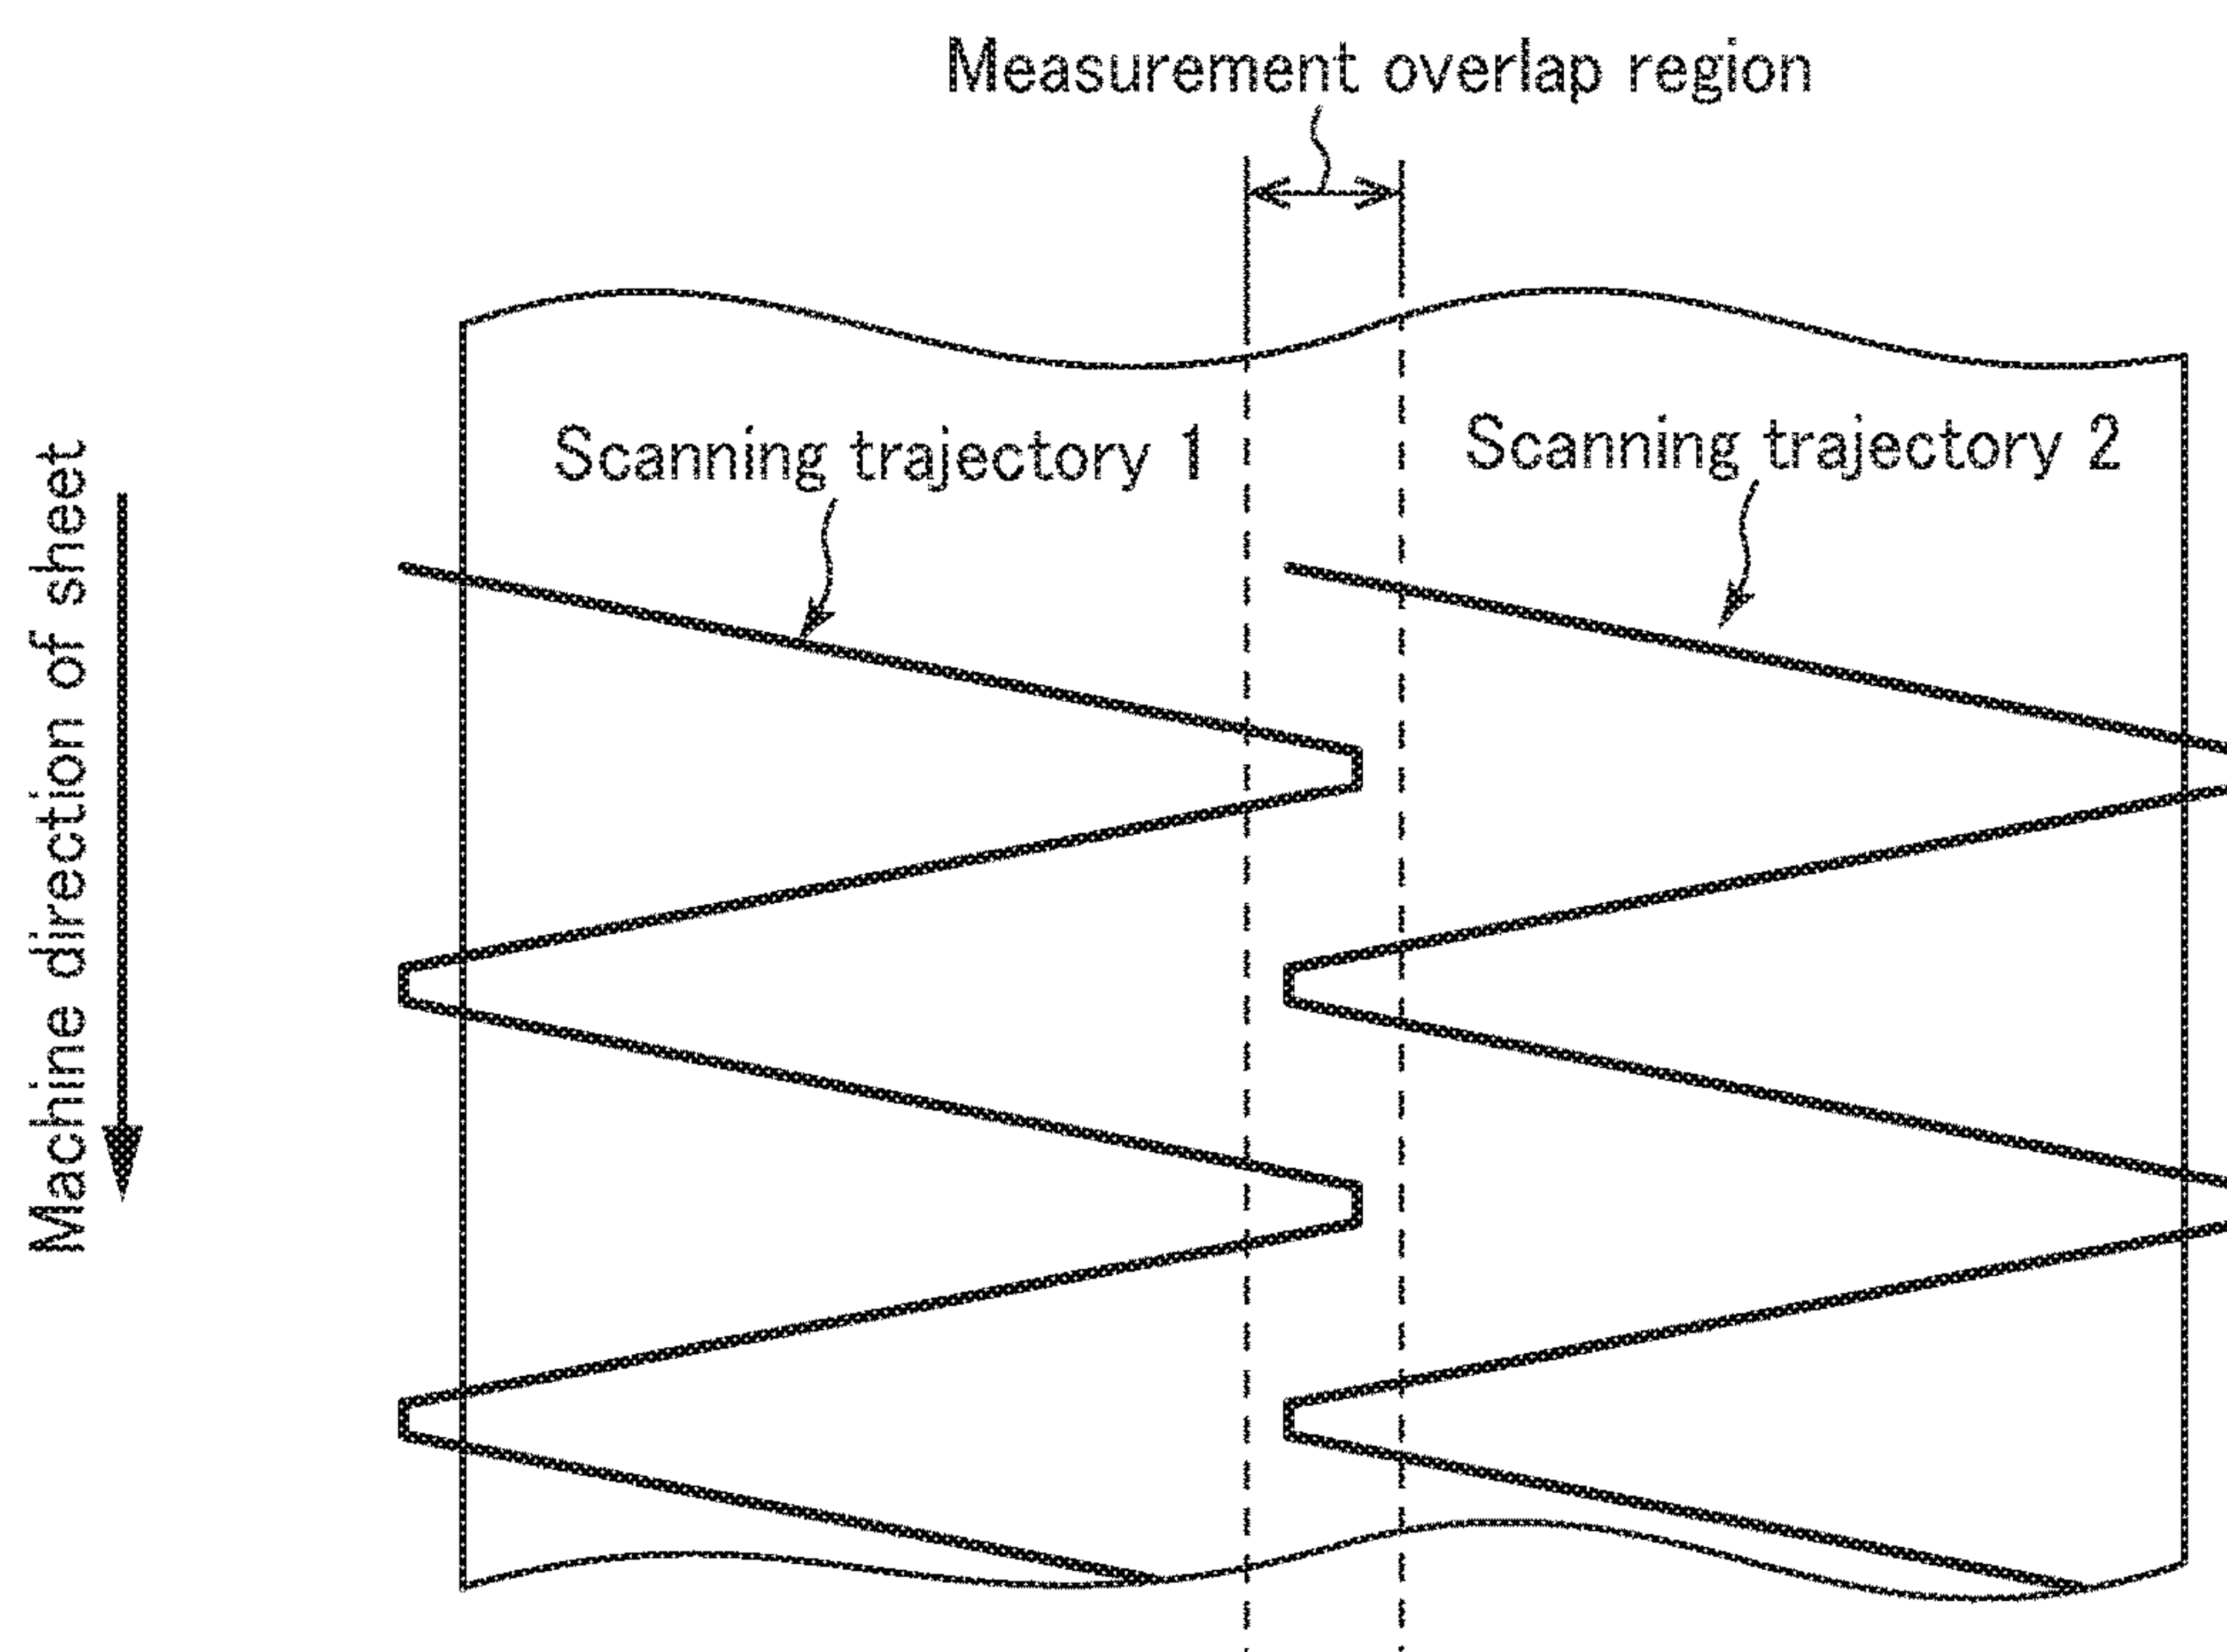 Measurement overlap region
Scanning trajectory 1
Scanning trajectory 2
Machine direction of sheet